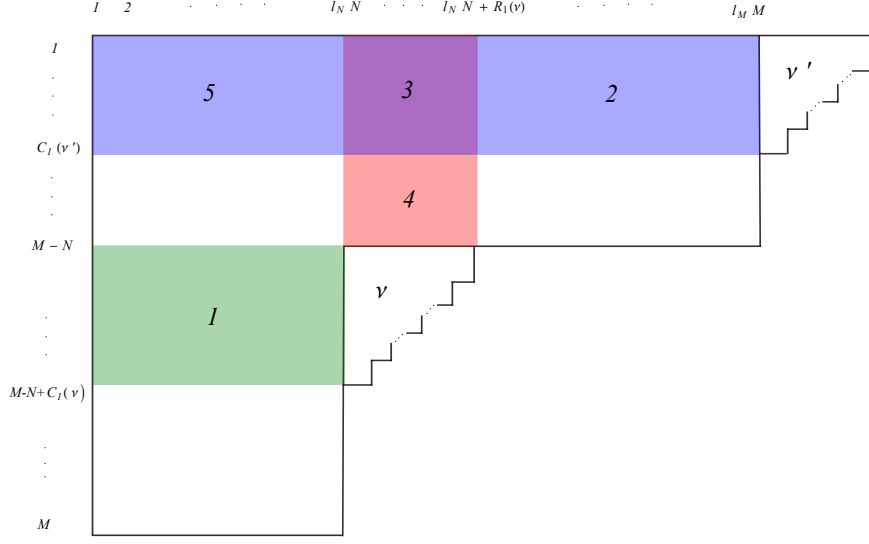 1 2 . . . . l_N N . . . . l_N N + R_1(ν) . . . . l_M M
1
.
.
.
5 3 2 ν '
C_1(ν')
.
.
.
4
M − N
ν
1
.
.
.
M-N+C_1(ν)
.
.
.
M